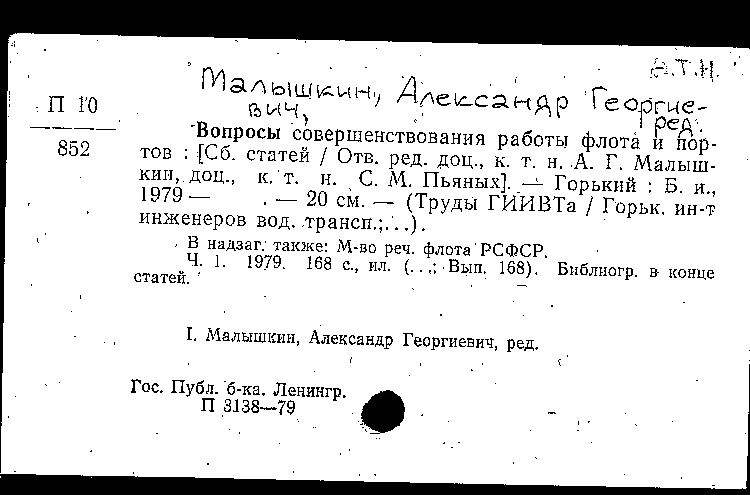 А.Т.Н.
Малышкин, Александр Георгие-
вич, ред.
П 10
852
Вопросы совершенствования работы флота и пор-
тов : [Сб. статей / Отв. ред. доц., к. т. н. А. Г. Малыш-
кин, доц., к. т. н. С. М. Пьяных]. — Горький : Б. и.,
1979 — . — 20 см. — (Труды ГИИВТа / Горьк. ин-т
инженеров вод. трансп.; ...).
В надзаг. также: М-во реч. флота РСФСР.
Ч. 1. 1979. 168 с., ил. (...; Вып. 168). Библиогр. в конце
статей.
I. Малышкин, Александр Георгиевич, ред.
Гос. Публ. б-ка. Ленингр.
П 3138—79